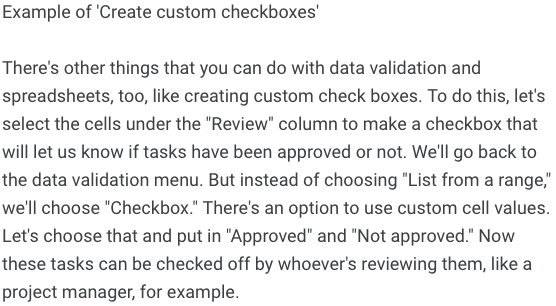 Example of 'Create custom checkboxes'
There's other things that you can do with data validation and
spreadsheets, too, like creating custom check boxes. To do this, let's
select the cells under the "Review" column to make a checkbox that
will let us know if tasks have been approved or not. We'll go back to
the data validation menu. But instead of choosing "List from a range,"
we'll choose "Checkbox." There's an option to use custom cell values.
Let's choose that and put in "Approved" and "Not approved." Now
these tasks can be checked off by whoever's reviewing them, like a
project manager, for example.